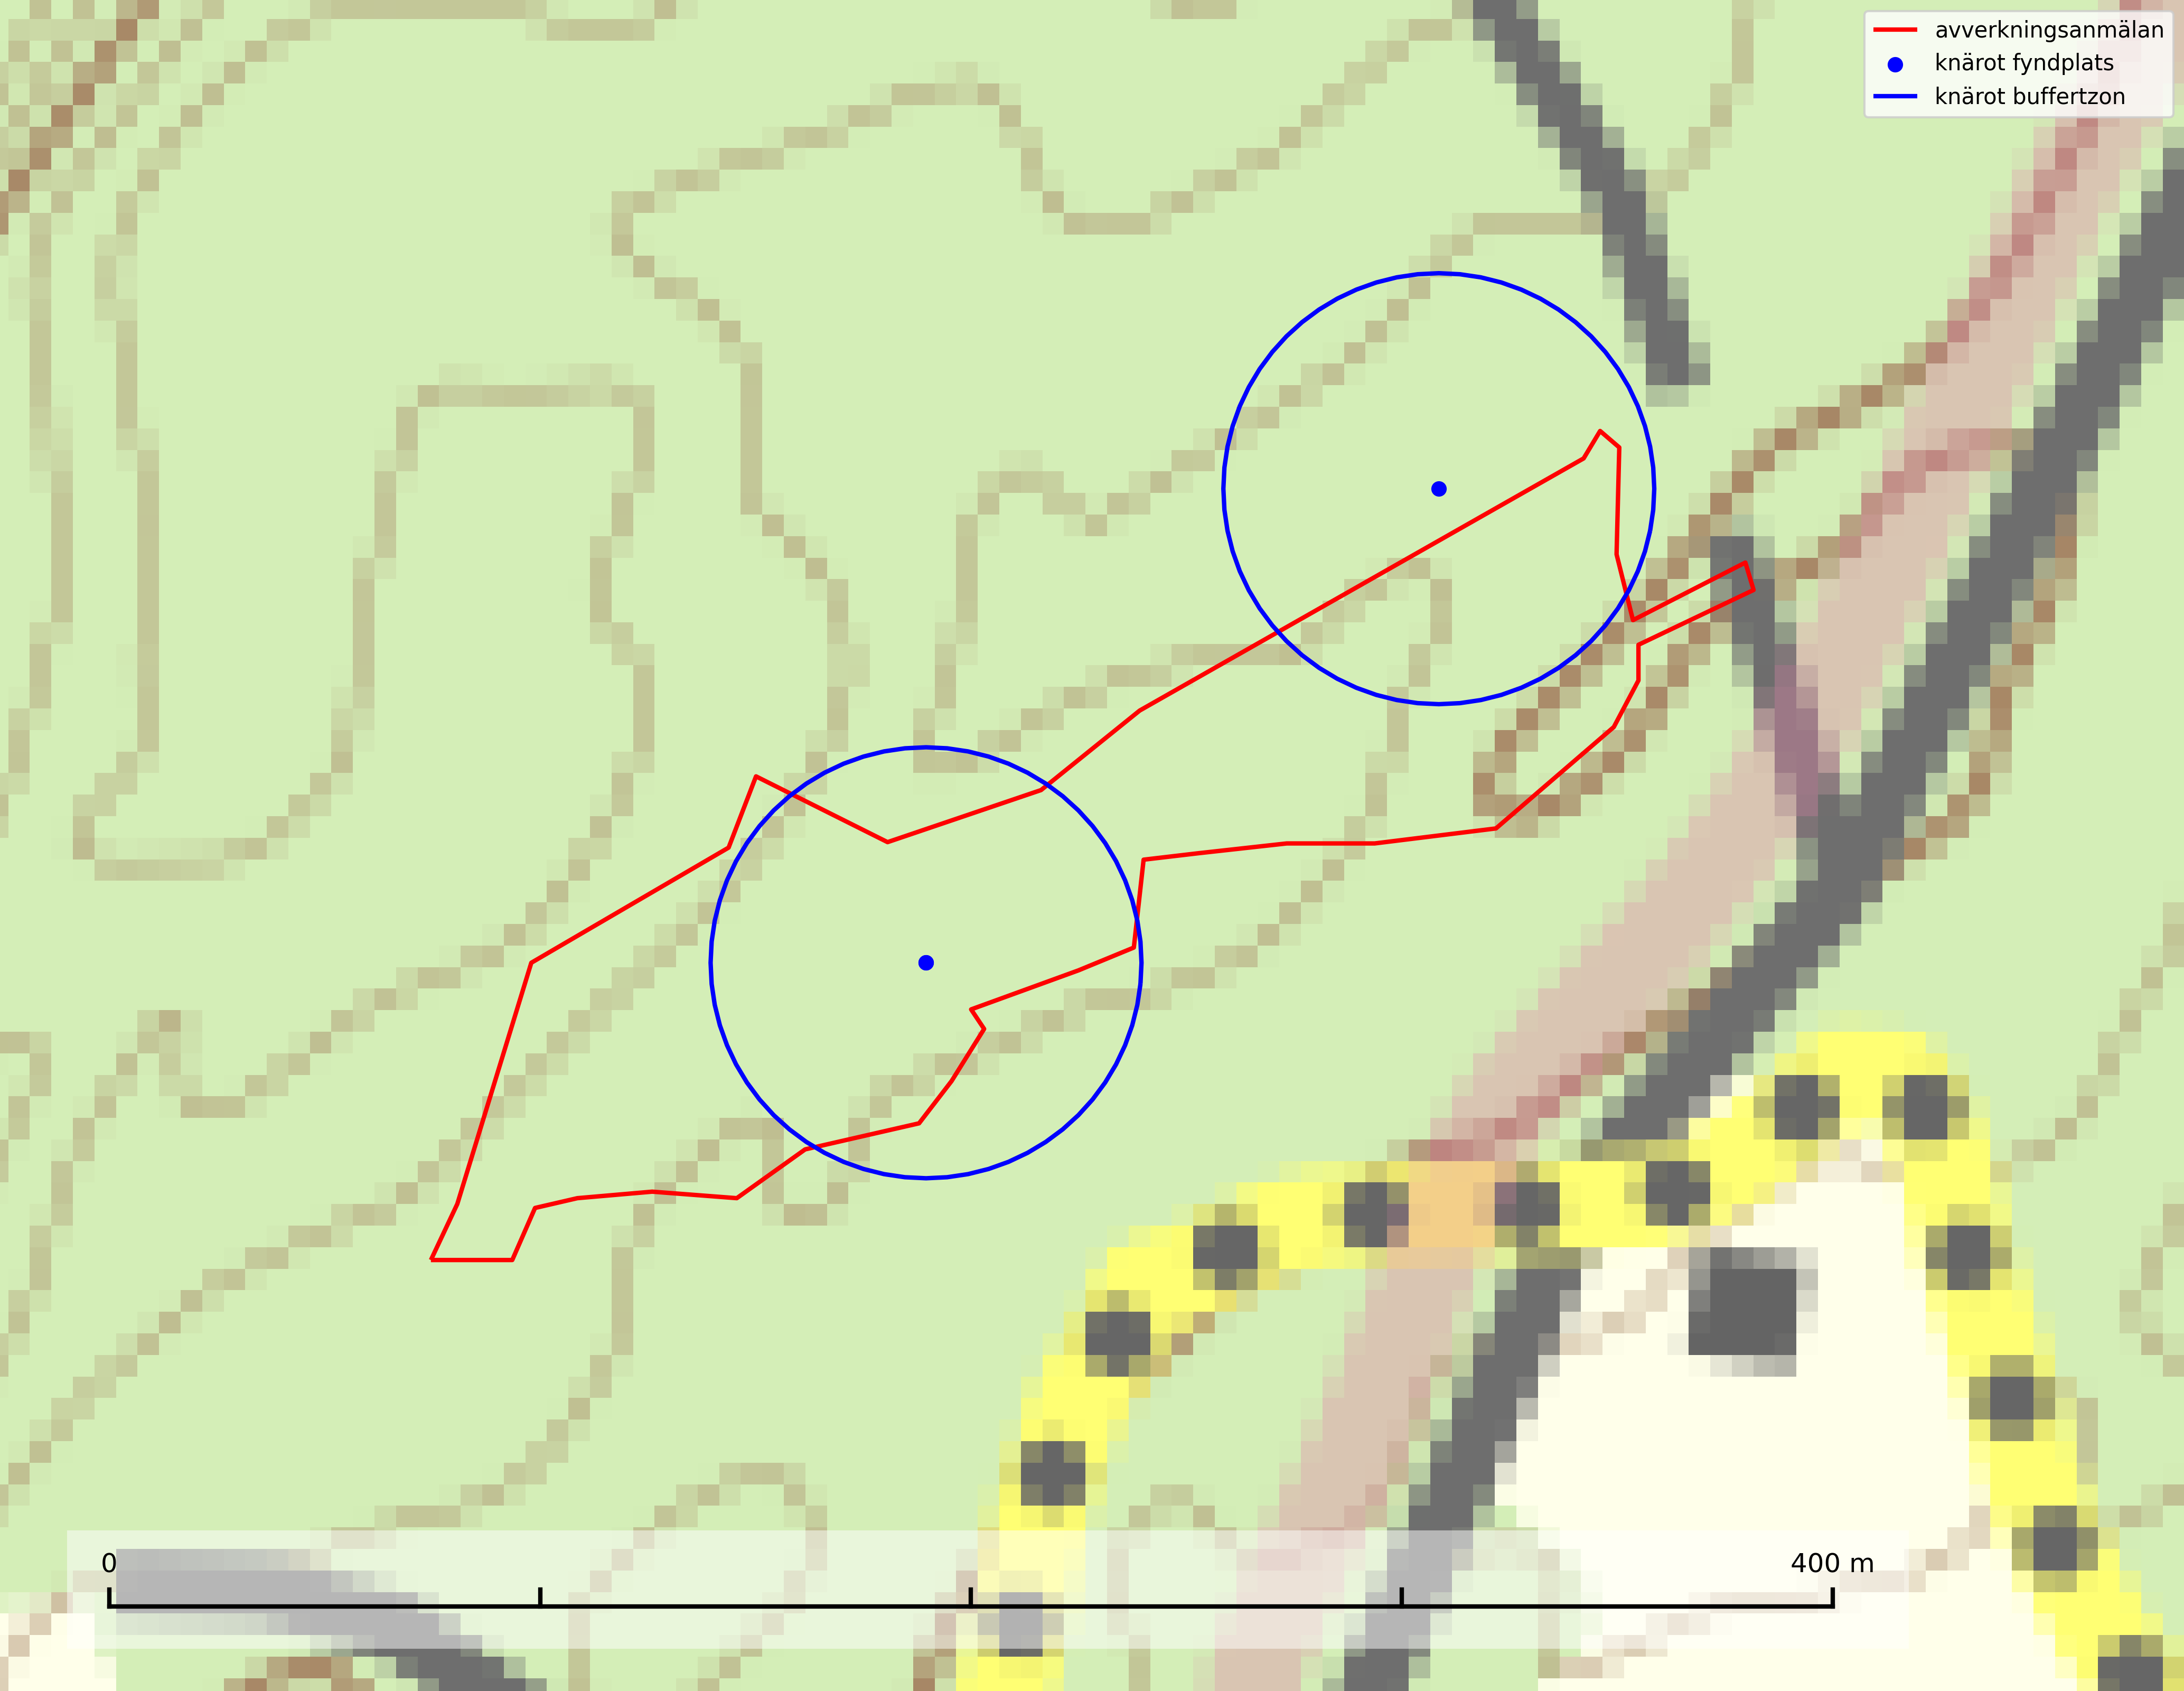 avverkningsanmälan
knärot fyndplats
knärot buffertzon
0
400 m